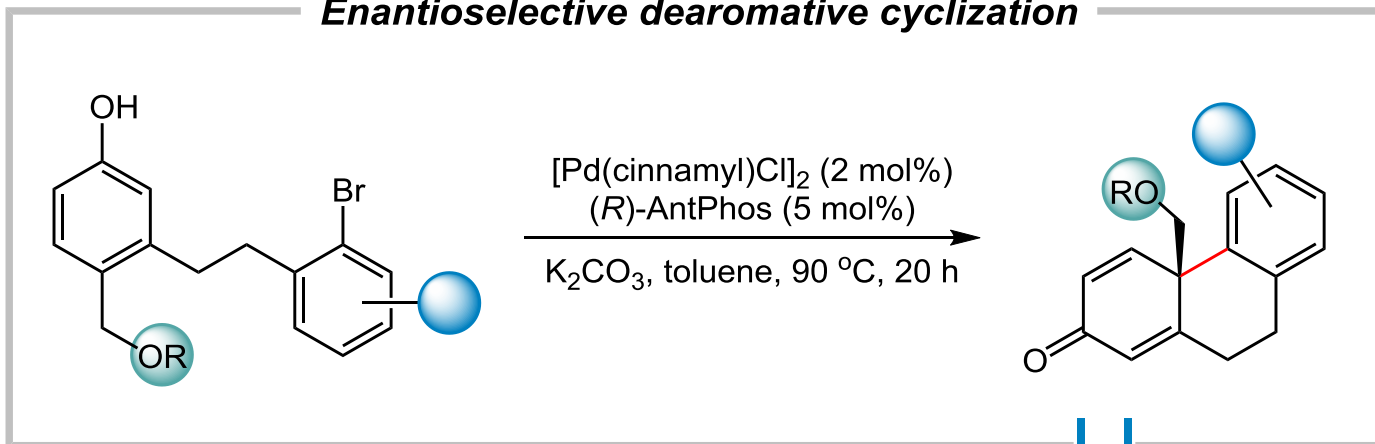 Enantioselective dearomative cyclization
OH
Br
OR
[Pd(cinnamyl)Cl]₂ (2 mol%)
(R)-AntPhos (5 mol%)
K₂CO₃, toluene, 90 ºC, 20 h
RO
O